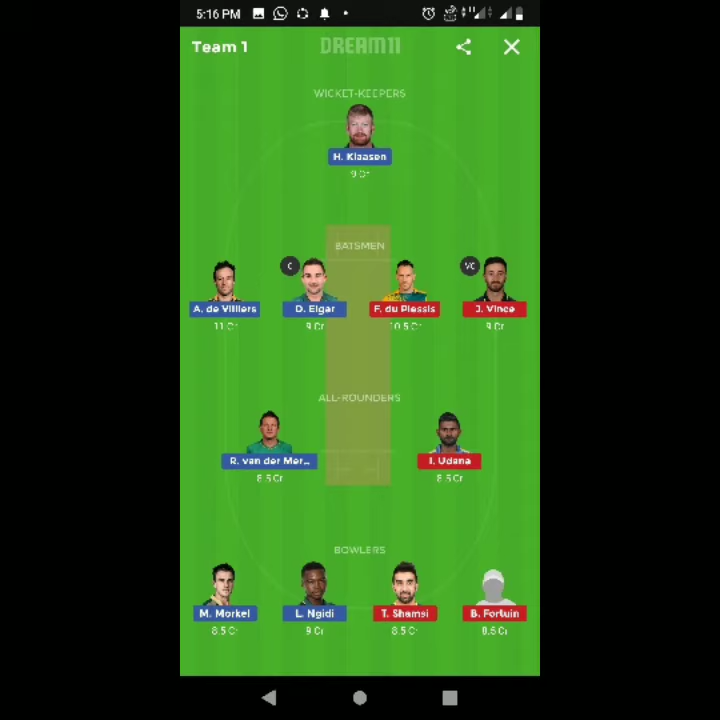 5:16 PM
Team 1
DREAM11
WICKET-KEEPERS
H. Klaasen
9 Cr
BATSMEN
C
VC
A. de Villiers
D. Elgar
F. du Plessis
J. Vince
11 Cr
9 Cr
10.5 Cr
9 Cr
ALL-ROUNDERS
R. van der Mer...
I. Udana
8.5 Cr
8.5 Cr
BOWLERS
M. Morkel
L. Ngidi
T. Shamsi
B. Fortuin
8.5 Cr
9 Cr
8.5 Cr
8.5 Cr